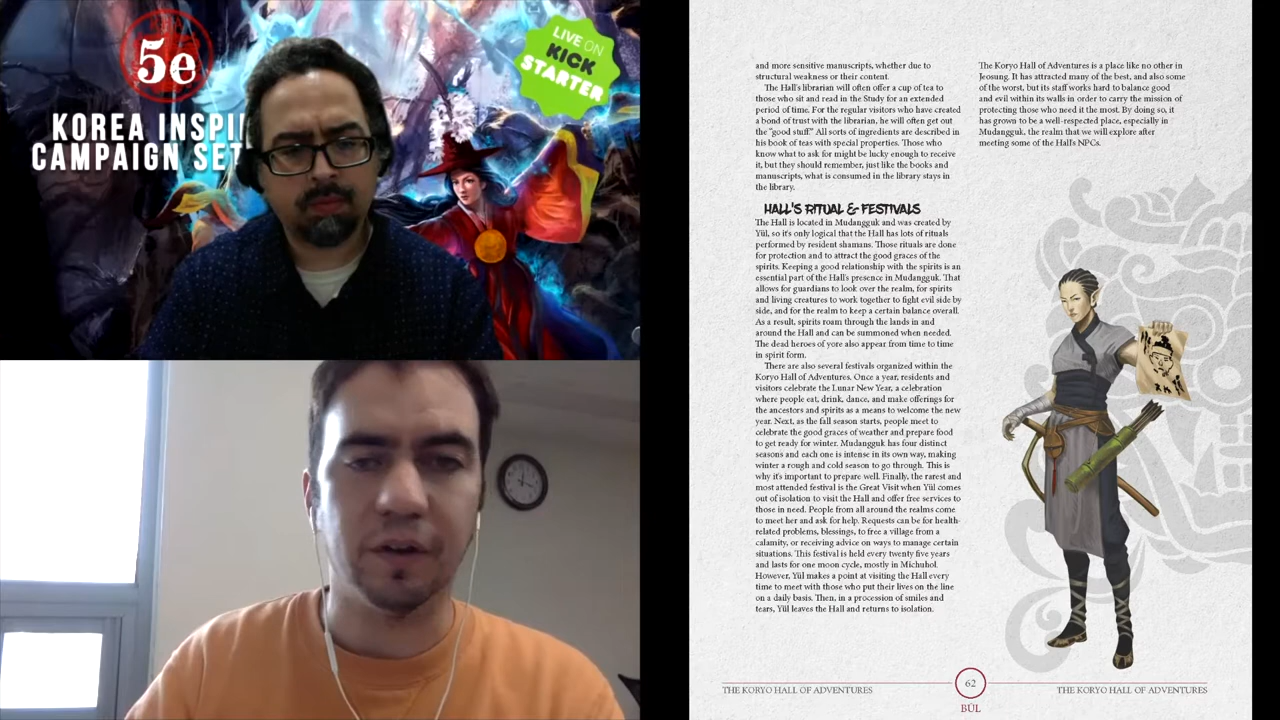 5e
KOREA INSPI
CAMPAIGN SET
LIVE ON
KICK
STARTER
and more sensitive manuscripts, whether due to
structural weakness or their content.
The Hall's librarian will often offer a cup of tea to
those who sit and read in the Study for an extended
period of time. For the regular visitors who have created
a bond of trust with the librarian, he will often get out
the "good stuff." All sorts of ingredients are described in
his book of teas with special properties. Those who
know what to ask for might be lucky enough to receive
it, but they should remember, just like the books and
manuscripts, what is consumed in the library stays in
the library.
HALL'S RITUAL & FESTIVALS
The Hall is located in Mudangguk and was created by
Yül, so it's only logical that the Hall has lots of rituals
performed by resident shamans. Those rituals are done
for protection and to attract the good graces of the
spirits. Keeping a good relationship with the spirits is an
essential part of the Hall's presence in Mudangguk. That
allows for guardians to look over the realm, for spirits
and living creatures to work together to fight evil side by
side, and for the realm to keep a certain balance overall.
As a result, spirits roam through the lands in and
around the Hall and can be summoned when needed.
The dead heroes of yore also appear from time to time
in spirit form.
There are also several festivals organized within the
Koryo Hall of Adventures. Once a year, residents and
visitors celebrate the Lunar New Year, a celebration
where people eat, drink, dance, and make offerings for
the ancestors and spirits as a means to welcome the new
year. Next, as the fall season starts, people meet to
celebrate the good graces of weather and prepare food
to get ready for winter. Mudangguk has four distinct
seasons and each one is intense in its own way, making
winter a rough and cold season to go through. This is
why it's important to prepare well. Finally, the rarest and
most attended festival is the Great Visit when Yül comes
out of isolation to visit the Hall and offer free services to
those in need. People from all around the realms come
to meet her and ask for help. Requests can be for health-
related problems, blessings, to free a village from a
calamity, or receiving advice on ways to manage certain
situations. This festival is held every twenty five years
and lasts for one moon cycle, mostly in Michuhol.
However, Yül makes a point at visiting the Hall every
time to meet with those who put their lives on the line
on a daily basis. Then, in a procession of smiles and
tears, Yül leaves the Hall and returns to isolation.
The Koryo Hall of Adventures is a place like no other in
Jeosung. It has attracted many of the best, and also some
of the worst, but its staff works hard to balance good
and evil within its walls in order to carry the mission of
protecting those who need it the most. By doing so, it
has grown to be a well-respected place, especially in
Mudangguk, the realm that we will explore after
meeting some of the Hall's NPCs.
THE KORYO HALL OF ADVENTURES
62
THE KORYO HALL OF ADVENTURES
BÜL